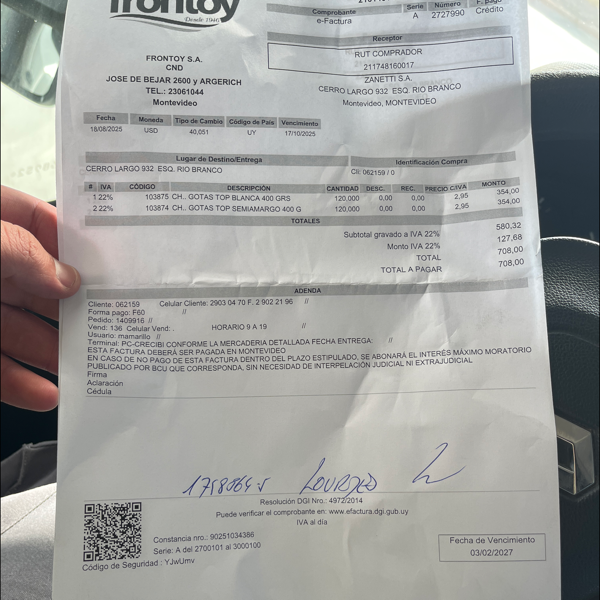 frontoy
Desde 1946
Comprobante Serie Número F. pago
e-Factura A 2727990 Crédito
Receptor
RUT COMPRADOR
211748160017
ZANETTI S.A.
CERRO LARGO 932 ESQ. RIO BRANCO
Montevideo, MONTEVIDEO
FRONTOY S.A.
CND
JOSE DE BEJAR 2600 y ARGERICH
TEL.: 23061044
Montevideo
Fecha Moneda Tipo de Cambio Código de País Vencimiento
18/08/2025 USD 40,051 UY 17/10/2025
Lugar de Destino/Entrega Identificación Compra
CERRO LARGO 932 ESQ. RIO BRANCO Cli: 062159 / 0
# IVA CÓDIGO DESCRIPCIÓN CANTIDAD DESC. REC. PRECIO C/IVA MONTO
1 22% 103875 CH.. GOTAS TOP BLANCA 400 GRS 120,000 0,00 0,00 2,95 354,00
2 22% 103874 CH.. GOTAS TOP SEMIAMARGO 400 G 120,000 0,00 0,00 2,95 354,00
TOTALES
Subtotal gravado a IVA 22% 580,32
Monto IVA 22% 127,68
TOTAL 708,00
TOTAL A PAGAR 708,00
ADENDA
Cliente: 062159 Celular Cliente: 2903 04 70 F. 2 902 21 96 //
Forma pago: F60 //
Pedido: 1409916 //
Vend: 136 Celular Vend: . HORARIO 9 A 19 //
Usuario: mamarillo //
Terminal: PC-CRECIBI CONFORME LA MERCADERIA DETALLADA FECHA ENTREGA: //
ESTA FACTURA DEBERÁ SER PAGADA EN MONTEVIDEO
EN CASO DE NO PAGO DE ESTA FACTURA DENTRO DEL PLAZO ESTIPULADO, SE ABONARÁ EL INTERÉS MÁXIMO MORATORIO
PUBLICADO POR BCU QUE CORRESPONDA, SIN NECESIDAD DE INTERPELACIÓN JUDICIAL NI EXTRAJUDICIAL
Firma
Aclaración
Cédula
Resolución DGI Nro.: 4972/2014
Puede verificar el comprobante en: www.efactura.dgi.gub.uy
IVA al día
Constancia nro.: 90251034386
Serie: A del 2700101 al 3000100
Código de Seguridad : YJwUmv
Fecha de Vencimiento
03/02/2027